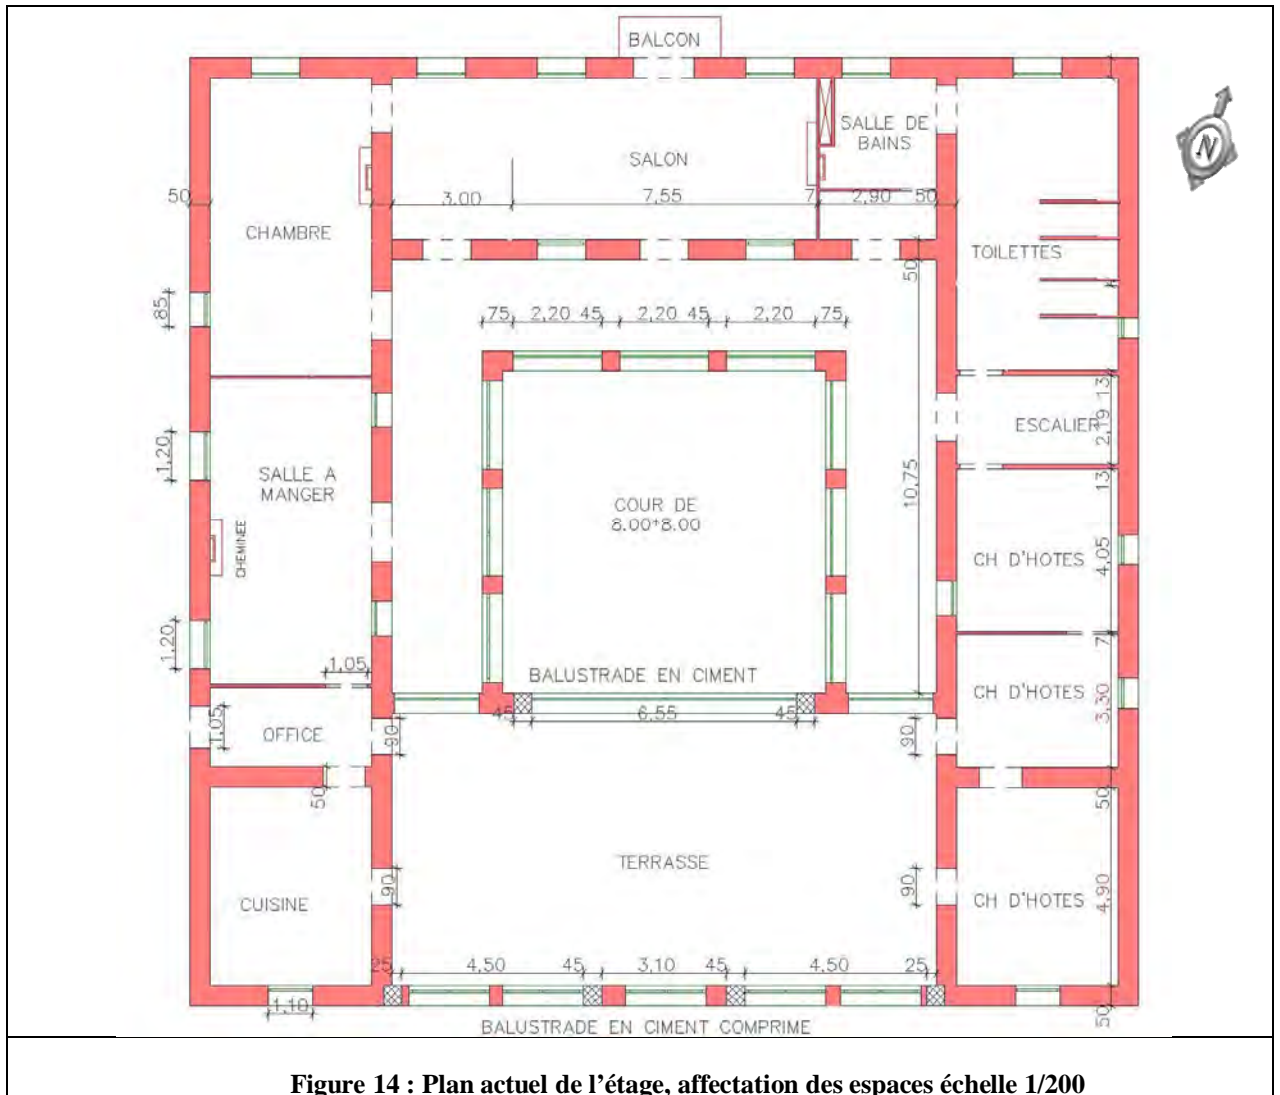 BALCON
SALLE DE
BAINS
SALON
N
50
3.00
7.55
7
2.90
50
CHAMBRE
TOILETTES
50
85
75
2,20
45
2,20
45
2,20
75
13
ESCALIER
2,19
1,20
SALLE A
MANGER
13
10,75
COUR DE
8.00*8.00
CHEMINEE
CH D'HOTES
4,05
1,20
7
1,05
BALUSTRADE EN CIMENT
CH D'HOTES
3,30
45
6.55
45
1,05
OFFICE
90
90
50
50
TERRASSE
90
90
CUISINE
CH D'HOTES
4,90
25
4,50
45
3,10
45
4,50
25
1,10
50
BALUSTRADE EN CIMENT COMPRIME
Figure 14 : Plan actuel de l'étage, affectation des espaces échelle 1/200